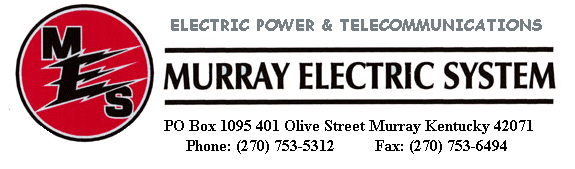 MES
ELECTRIC POWER & TELECOMMUNICATIONS
MURRAY ELECTRIC SYSTEM
PO Box 1095 401 Olive Street Murray Kentucky 42071
Phone: (270) 753-5312 Fax: (270) 753-6494